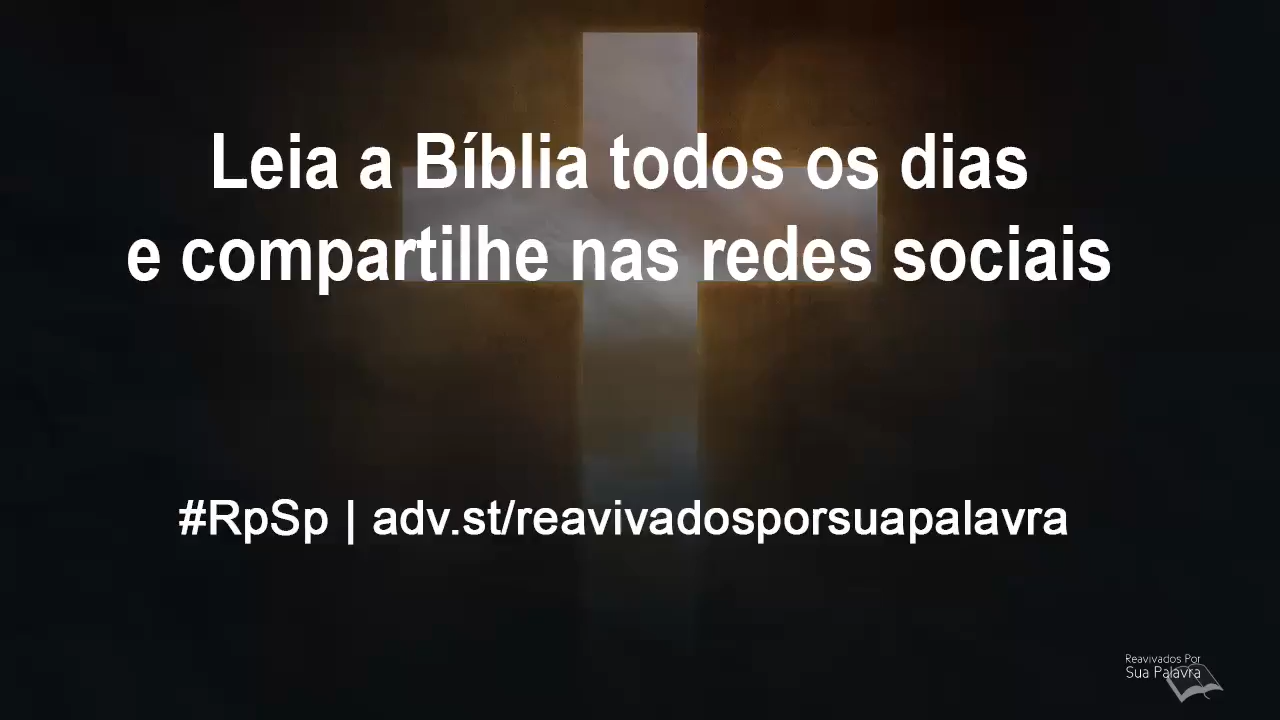 Leia a Bíblia todos os dias
e compartilhe nas redes sociais
#RpSp | adv.st/reavivadosporsuapalavra
Reavivados Por
Sua Palavra